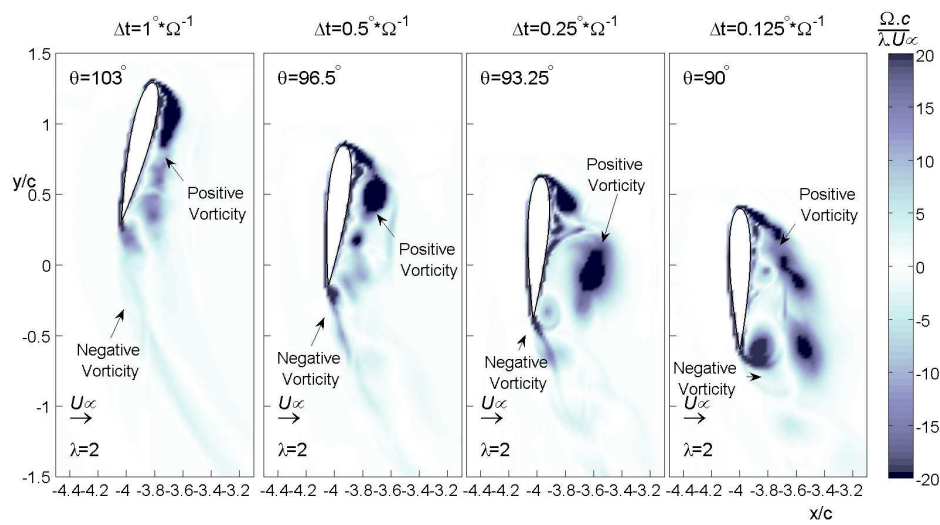 Δt=1°*Ω⁻¹
Δt=0.5°*Ω⁻¹
Δt=0.25°*Ω⁻¹
Δt=0.125°*Ω⁻¹
Ω.c
λU∝
θ=103°
θ=96.5°
θ=93.25°
θ=90°
y/c
1.5
1
0.5
0
-0.5
-1
-1.5
Positive
Vorticity
Negative
Vorticity
U∝
λ=2
Positive
Vorticity
Negative
Vorticity
U∝
λ=2
Positive
Vorticity
Negative
Vorticity
U∝
λ=2
Positive
Vorticity
Negative
Vorticity
U∝
λ=2
-4.4-4.2 -4 -3.8-3.6-3.4-3.2
-4.4-4.2 -4 -3.8-3.6-3.4-3.2
-4.4-4.2 -4 -3.8-3.6-3.4-3.2
-4.4-4.2 -4 -3.8-3.6-3.4-3.2
x/c
20
15
10
5
0
-5
-10
-15
-20